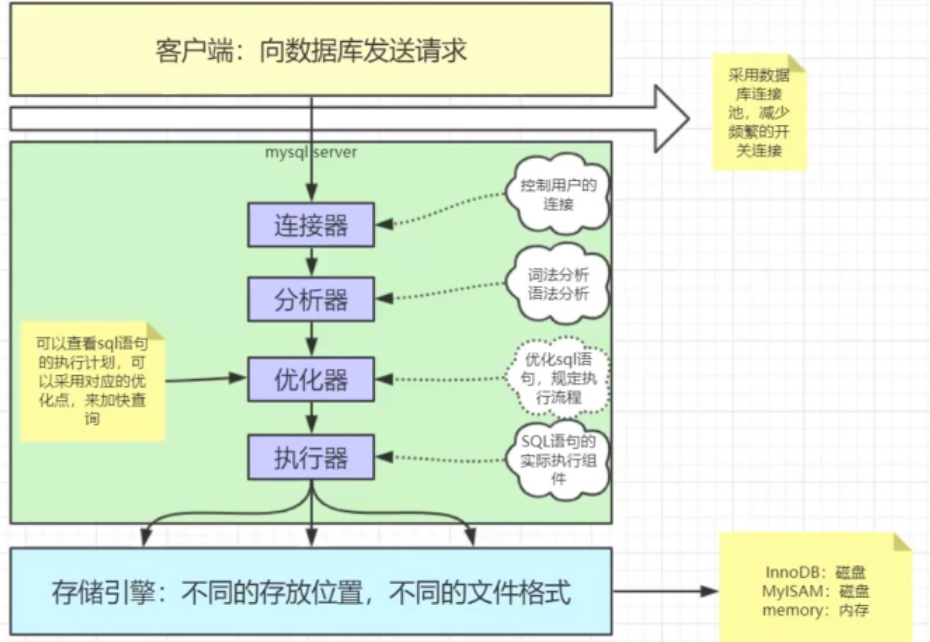 客户端：向数据库发送请求
采用数据
库连接
池，减少
频繁的开
关连接
mysql server
控制用户的
连接
连接器
词法分析
语法分析
分析器
可以查看sql语句
的执行计划，可
以采用对应的优
化点，来加快查
询
优化sql语
句，规定执
行流程
优化器
SQL语句的
实际执行组
件
执行器
存储引擎：不同的存放位置，不同的文件格式
InnoDB：磁盘
MyISAM：磁盘
memory：内存